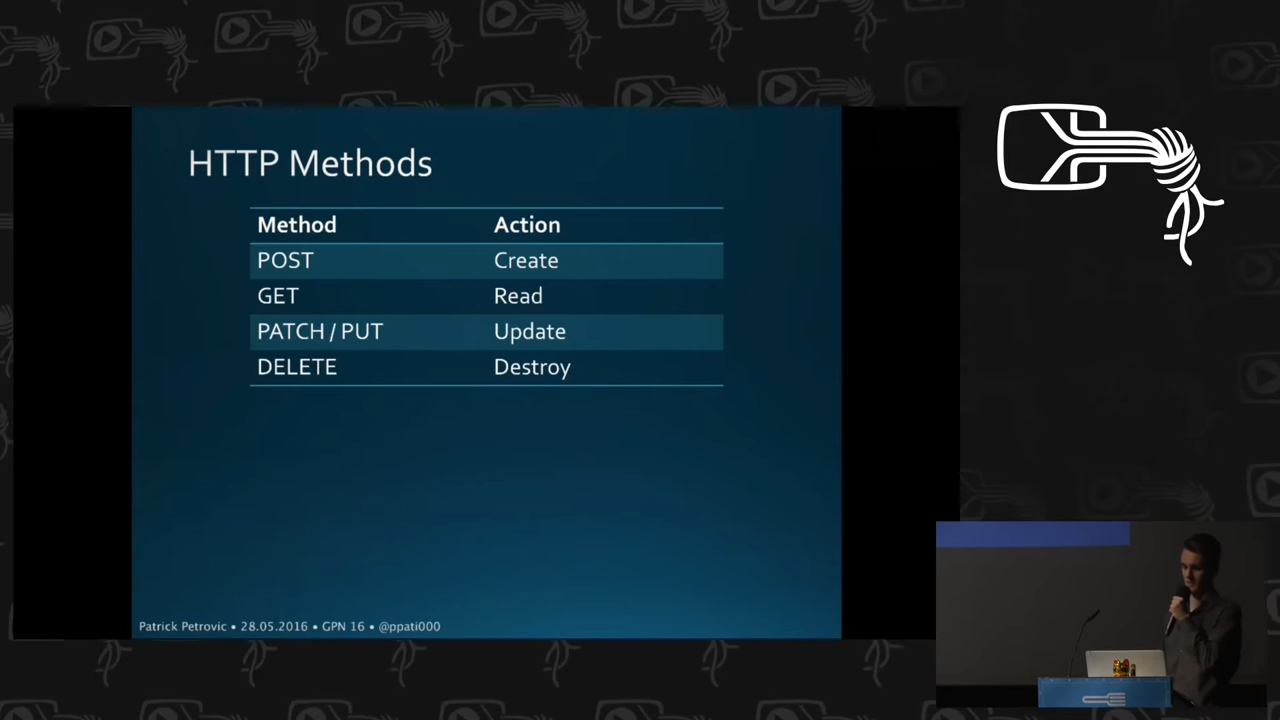 HTTP Methods
Method Action
POST Create
GET Read
PATCH / PUT Update
DELETE Destroy
Patrick Petrovic • 28.05.2016 • GPN 16 • @ppati000